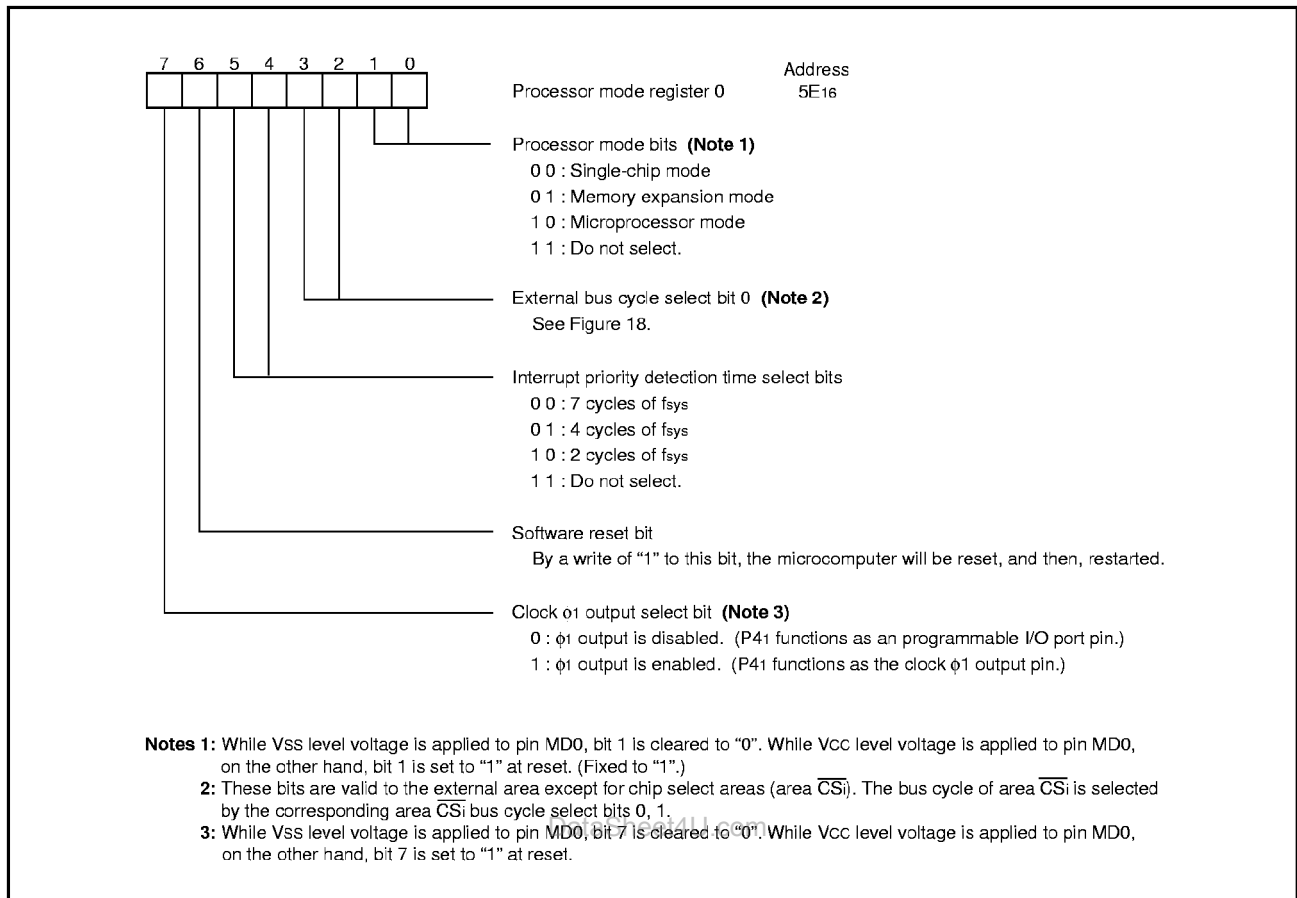 7 6 5 4 3 2 1 0
Address
Processor mode register 0 5E16
Processor mode bits (Note 1)
0 0 : Single-chip mode
0 1 : Memory expansion mode
1 0 : Microprocessor mode
1 1 : Do not select.
External bus cycle select bit 0 (Note 2)
See Figure 18.
Interrupt priority detection time select bits
0 0 : 7 cycles of fsys
0 1 : 4 cycles of fsys
1 0 : 2 cycles of fsys
1 1 : Do not select.
Software reset bit
By a write of “1” to this bit, the microcomputer will be reset, and then, restarted.
Clock ϕ1 output select bit (Note 3)
0 : ϕ1 output is disabled. (P41 functions as an programmable I/O port pin.)
1 : ϕ1 output is enabled. (P41 functions as the clock ϕ1 output pin.)
Notes 1: While VSS level voltage is applied to pin MD0, bit 1 is cleared to “0”. While VCC level voltage is applied to pin MD0,
on the other hand, bit 1 is set to “1” at reset. (Fixed to “1”.)
2: These bits are valid to the external area except for chip select areas (area C̅S̅i). The bus cycle of area C̅S̅i is selected
by the corresponding area C̅S̅i bus cycle select bits 0, 1.
DataSheet4U.com
3: While VSS level voltage is applied to pin MD0, bit 7 is cleared to “0”. While VCC level voltage is applied to pin MD0,
on the other hand, bit 7 is set to “1” at reset.